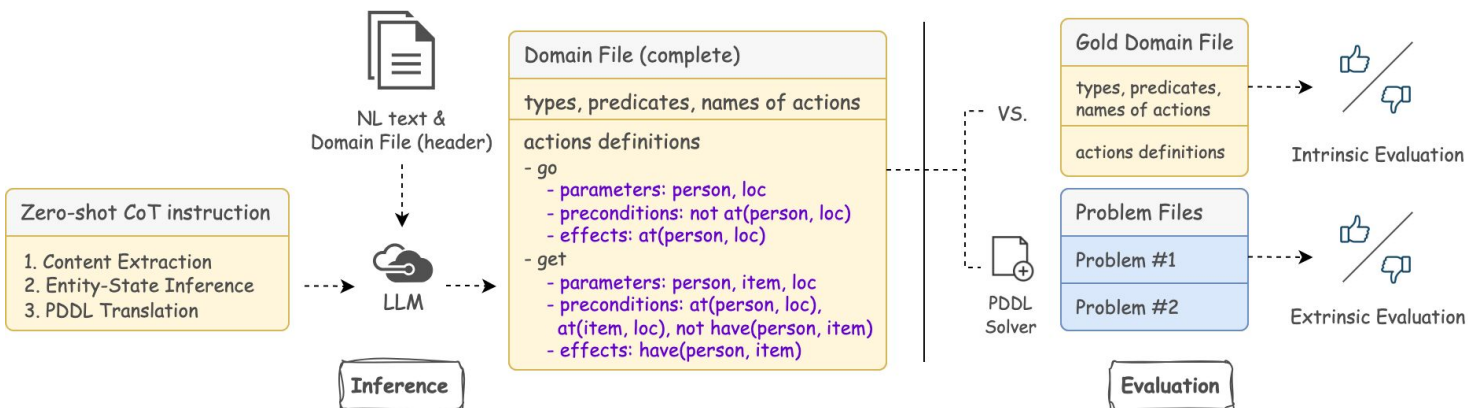 Zero-shot CoT instruction
1. Content Extraction
2. Entity-State Inference
3. PDDL Translation
NL text &
Domain File (header)
LLM
Domain File (complete)
types, predicates, names of actions
actions definitions
- go
- parameters: person, loc
- preconditions: not at(person, loc)
- effects: at(person, loc)
- get
- parameters: person, item, loc
- preconditions: at(person, loc),
at(item, loc), not have(person, item)
- effects: have(person, item)
Inference
VS.
PDDL
Solver
Gold Domain File
types, predicates,
names of actions
actions definitions
Intrinsic Evaluation
Problem Files
Problem #1
Problem #2
Extrinsic Evaluation
Evaluation